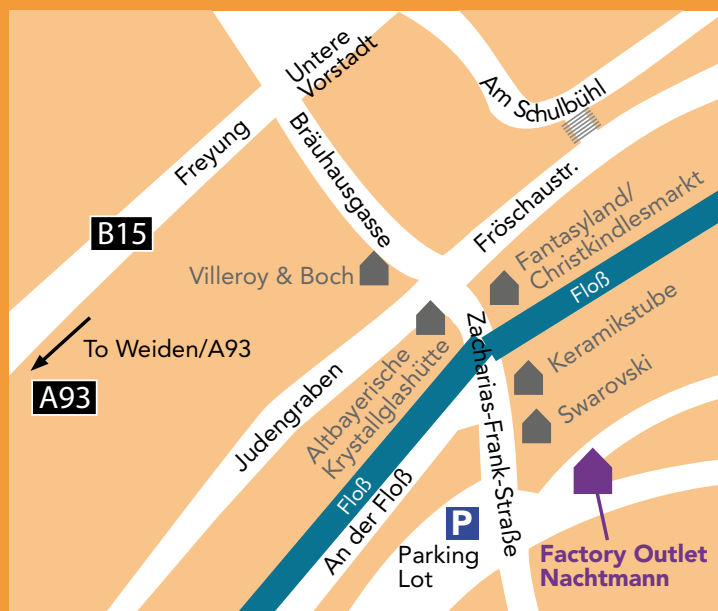 Untere
Vorstadt
Am Schulbühl
Freyung
Bräuhausgasse
Fröschaustr.
B15
Fantasyland/
Christkindlesmarkt
Villeroy & Boch
Floß
To Weiden/A93
A93
Zacharias-Frank-Straße
Keramikstube
Judengraben
Altbayerische
Krystallglashütte
Swarovski
Floß
An der Floß
P
Parking
Lot
Factory Outlet
Nachtmann